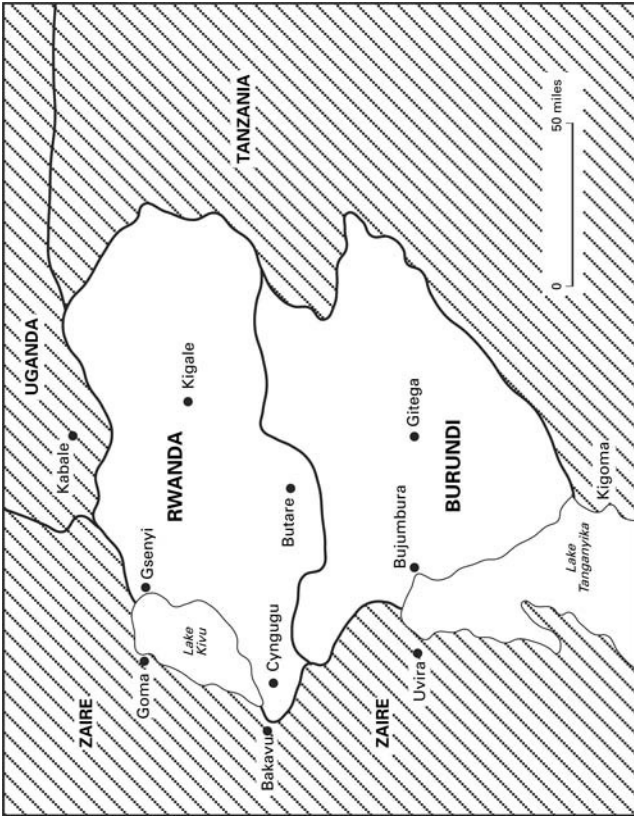 UGANDA
Kabale
TANZANIA
ZAIRE
Goma
Gsenyi
Lake
Kivu
RWANDA
Kigale
Bakavu
Cyngugu
Butare
ZAIRE
Uvira
Bujumbura
Gitega
BURUNDI
Lake
Tanganyika
Kigoma
0
50 miles